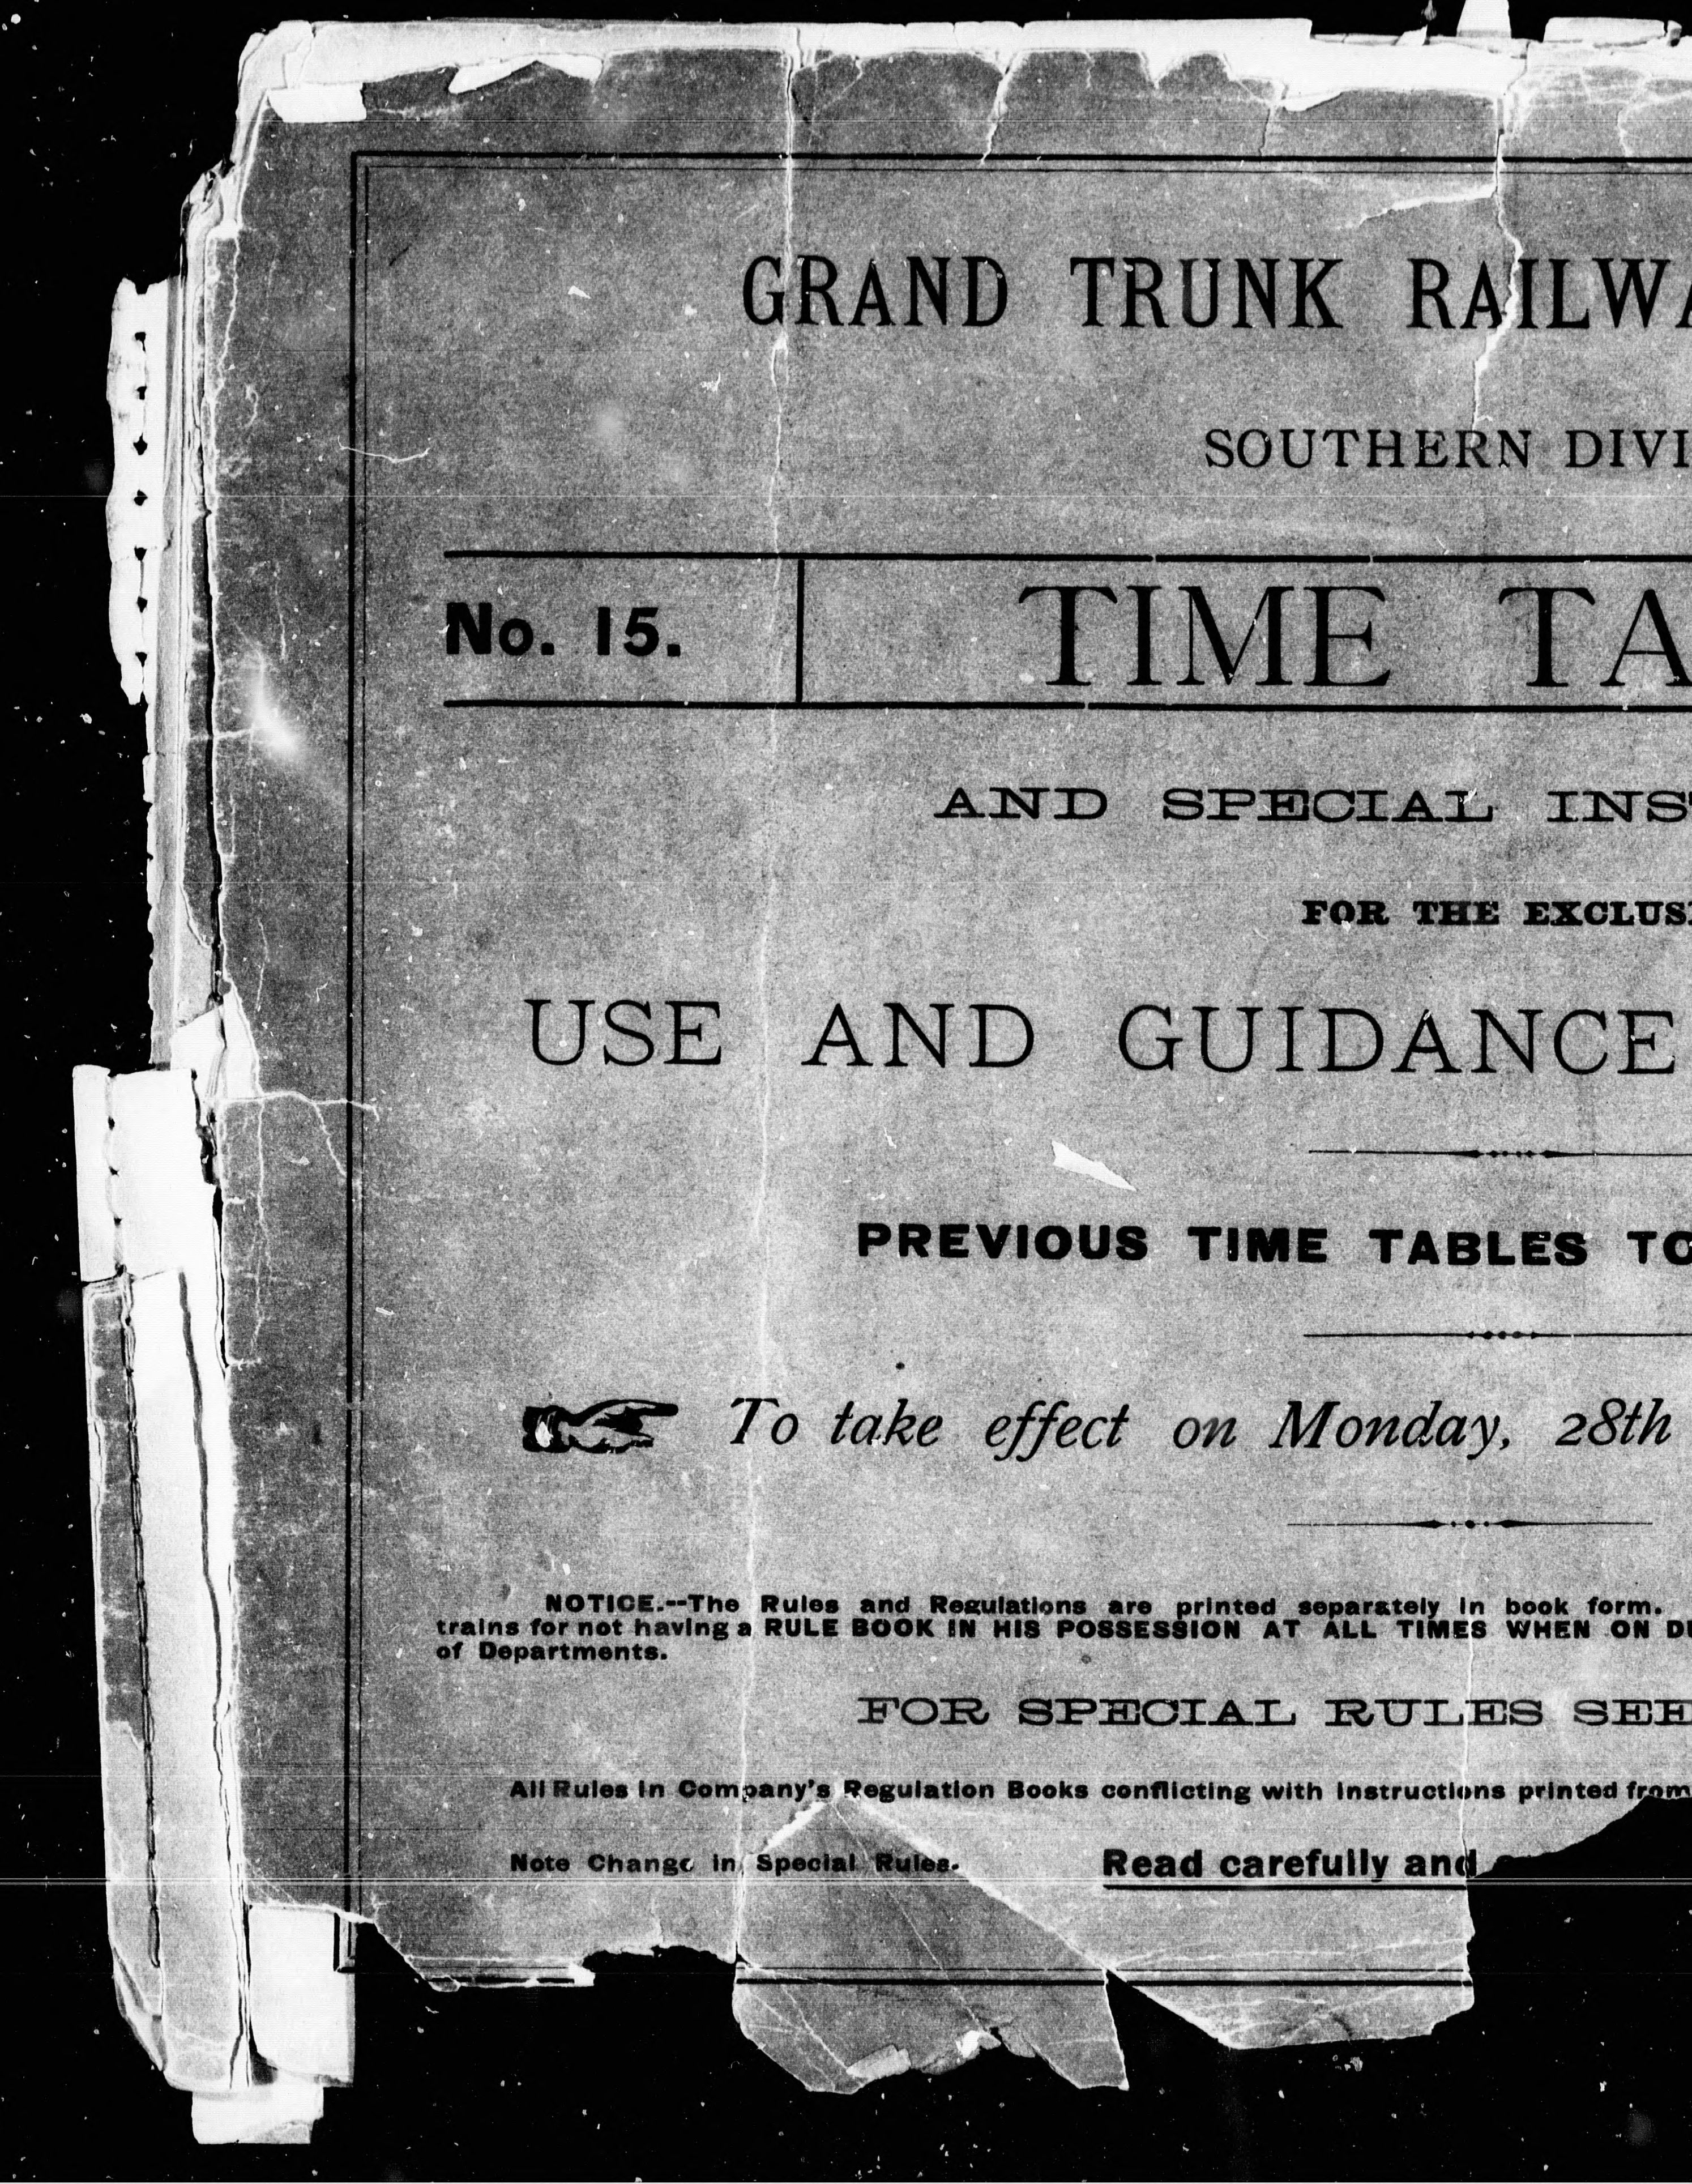 GRAND TRUNK RAILWA
SOUTHERN DIVI
No. 15.
TIME TA
AND SPECIAL INST
FOR THE EXCLUSI
USE AND GUIDANCE
PREVIOUS TIME TABLES TO
To take effect on Monday, 28th
NOTICE.--The Rules and Regulations are printed separately in book form.
trains for not having a RULE BOOK IN HIS POSSESSION AT ALL TIMES WHEN ON DU
of Departments.
FOR SPECIAL RULES SEE
All Rules in Company's Regulation Books conflicting with instructions printed from
Note Change in Special Rules.
Read carefully and